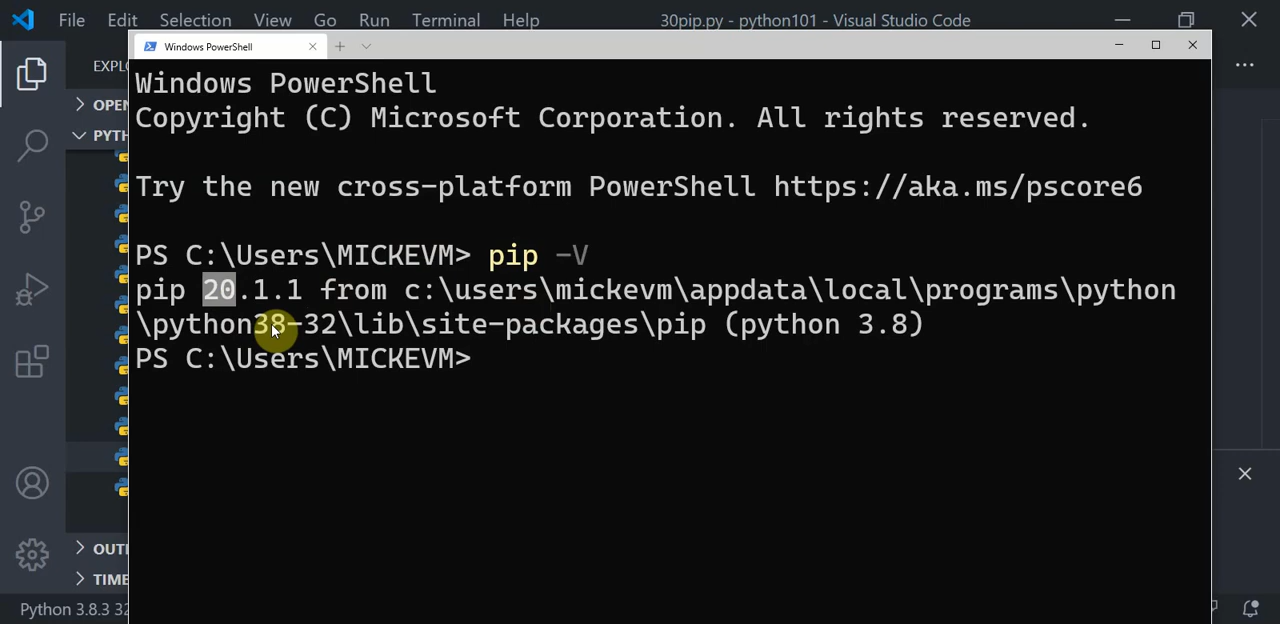 File Edit Selection View Go Run Terminal Help 30pip.py - python101 - Visual Studio Code
Windows PowerShell
EXPL
OPEN
PYTH
OUTL
TIME
Python 3.8.3 32
Windows PowerShell
Copyright (C) Microsoft Corporation. All rights reserved.
Try the new cross-platform PowerShell https://aka.ms/pscore6
PS C:\Users\MICKEVM> pip -V
pip 20.1.1 from c:\users\mickevm\appdata\local\programs\python
\python38-32\lib\site-packages\pip (python 3.8)
PS C:\Users\MICKEVM>